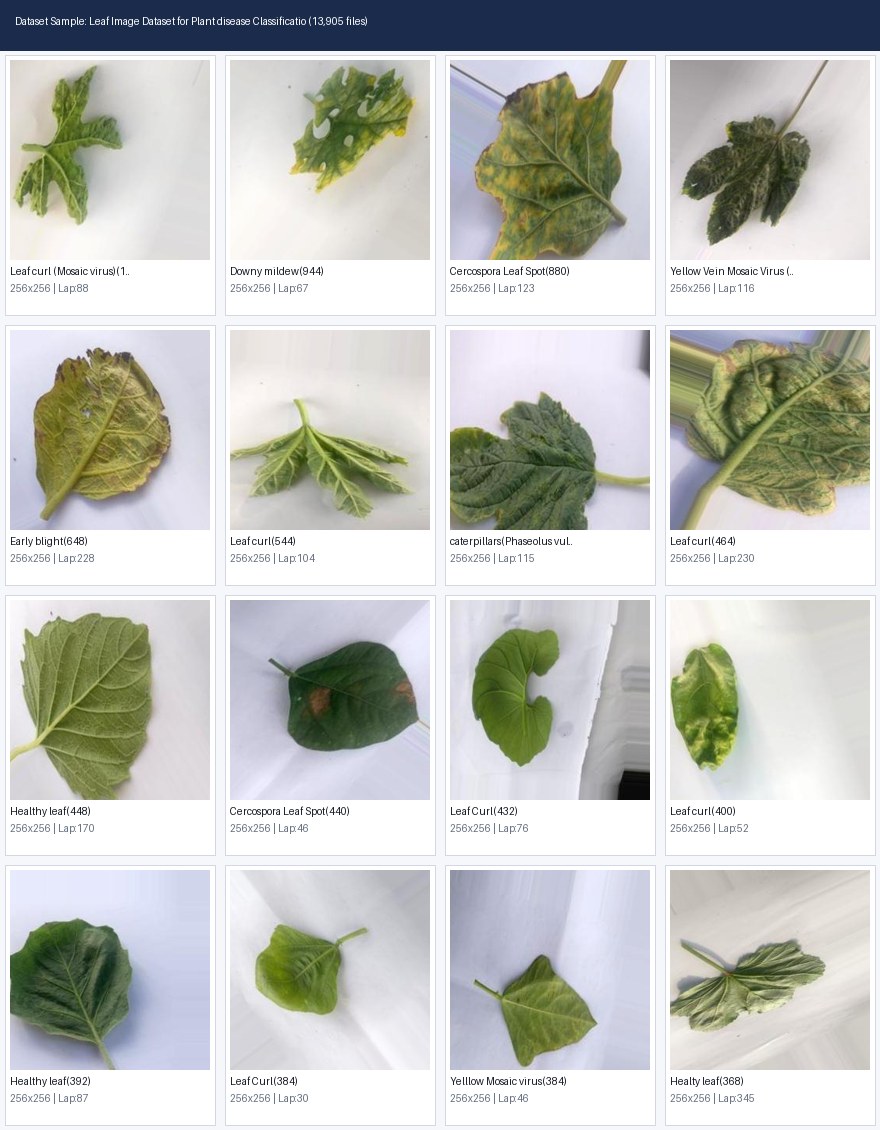 Dataset Sample: Leaf Image Dataset for Plant disease Classificatio (13,905 files)
Leaf curl (Mosaic virus)(1..
256x256 | Lap:88
Downy mildew(944)
256x256 | Lap:67
Cercospora Leaf Spot(880)
256x256 | Lap:123
Yellow Vein Mosaic Virus (..
256x256 | Lap:116
Early blight(648)
256x256 | Lap:228
Leaf curl(544)
256x256 | Lap:104
caterpillars(Phaseolus vul..
256x256 | Lap:115
Leaf curl(464)
256x256 | Lap:230
Healthy leaf(448)
256x256 | Lap:170
Cercospora Leaf Spot(440)
256x256 | Lap:46
Leaf Curl(432)
256x256 | Lap:76
Leaf curl(400)
256x256 | Lap:52
Healthy leaf(392)
256x256 | Lap:87
Leaf Curl(384)
256x256 | Lap:30
Yelllow Mosaic virus(384)
256x256 | Lap:46
Healty leaf(368)
256x256 | Lap:345